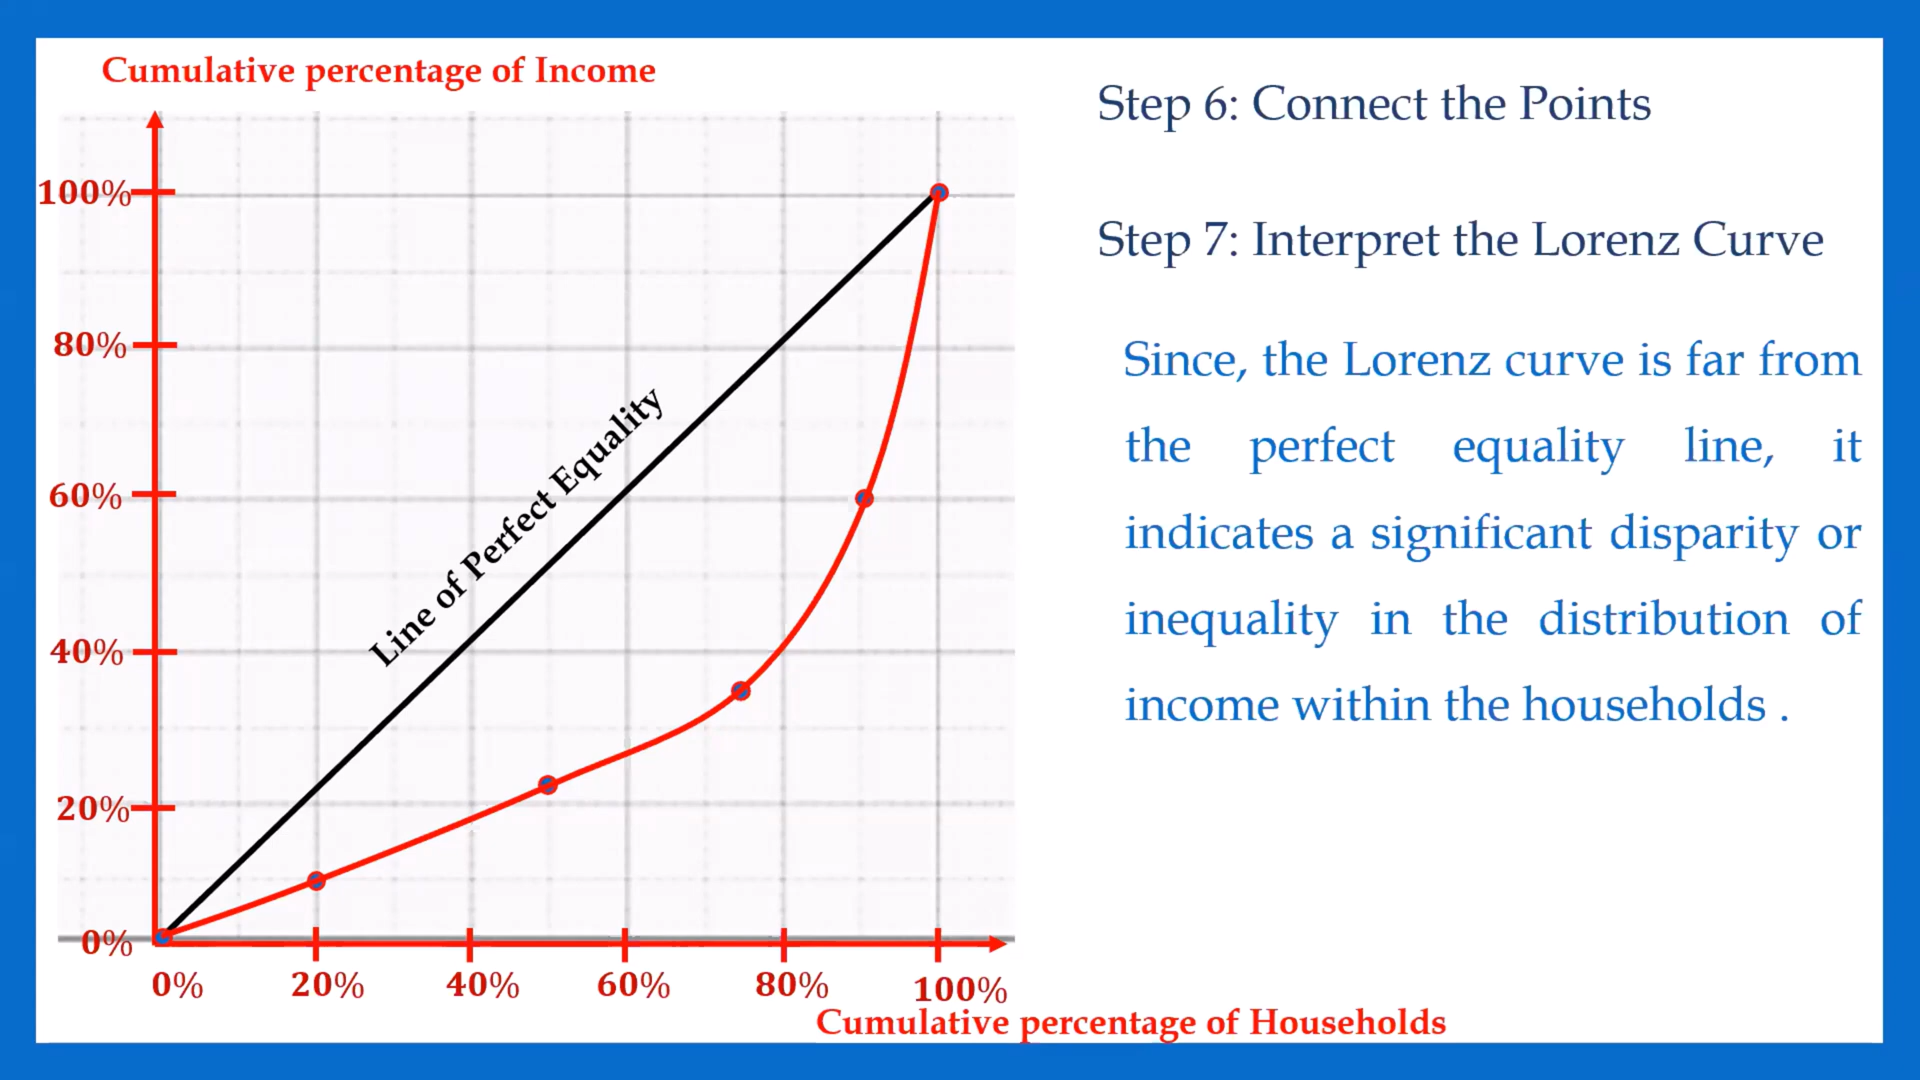 Cumulative percentage of Income
100%
80%
60%
40%
20%
0%
Line of Perfect Equality
0% 20% 40% 60% 80% 100%
Cumulative percentage of Households
Step 6: Connect the Points
Step 7: Interpret the Lorenz Curve
Since, the Lorenz curve is far from
the perfect equality line, it
indicates a significant disparity or
inequality in the distribution of
income within the households .